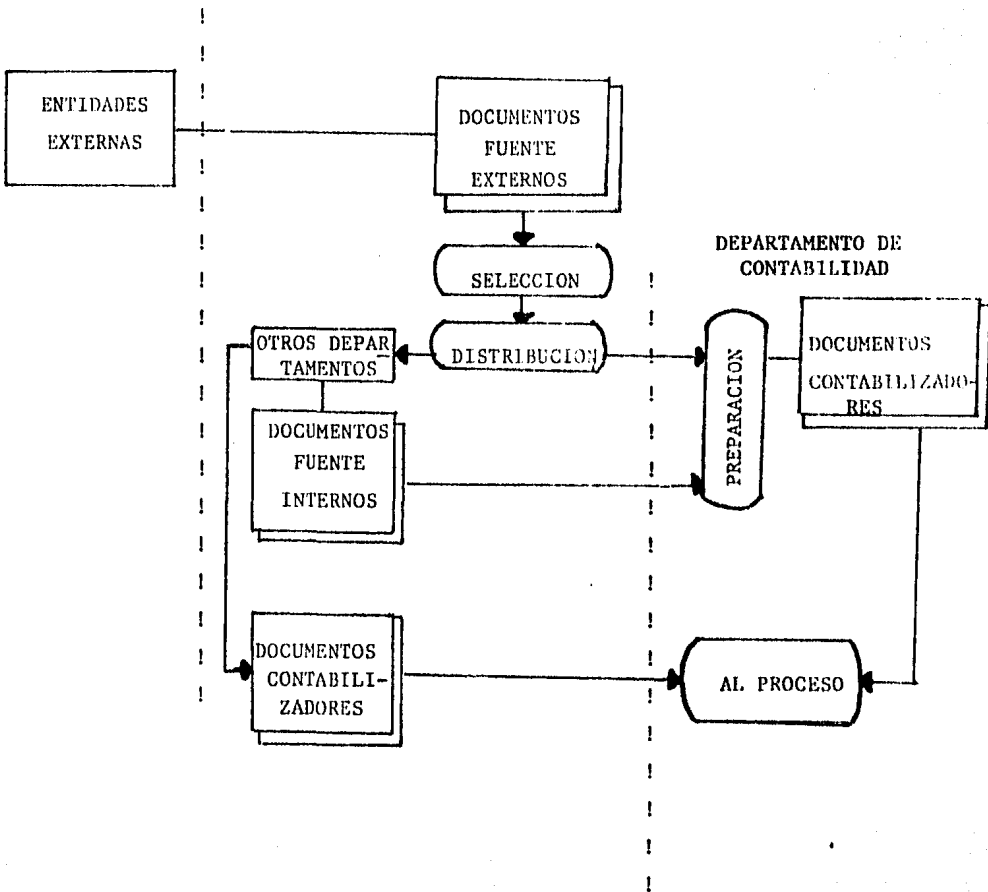 ENTIDADES
EXTERNAS
DOCUMENTOS
FUENTE
EXTERNOS
SELECCION
DEPARTAMENTO DE
CONTABILIDAD
OTROS DEPAR-
TAMENTOS
DISTRIBUCION
PREPARACION
DOCUMENTOS
CONTABILIZADO-
RES
DOCUMENTOS
FUENTE
INTERNOS
DOCUMENTOS
CONTABILI-
ZADORES
AL PROCESO